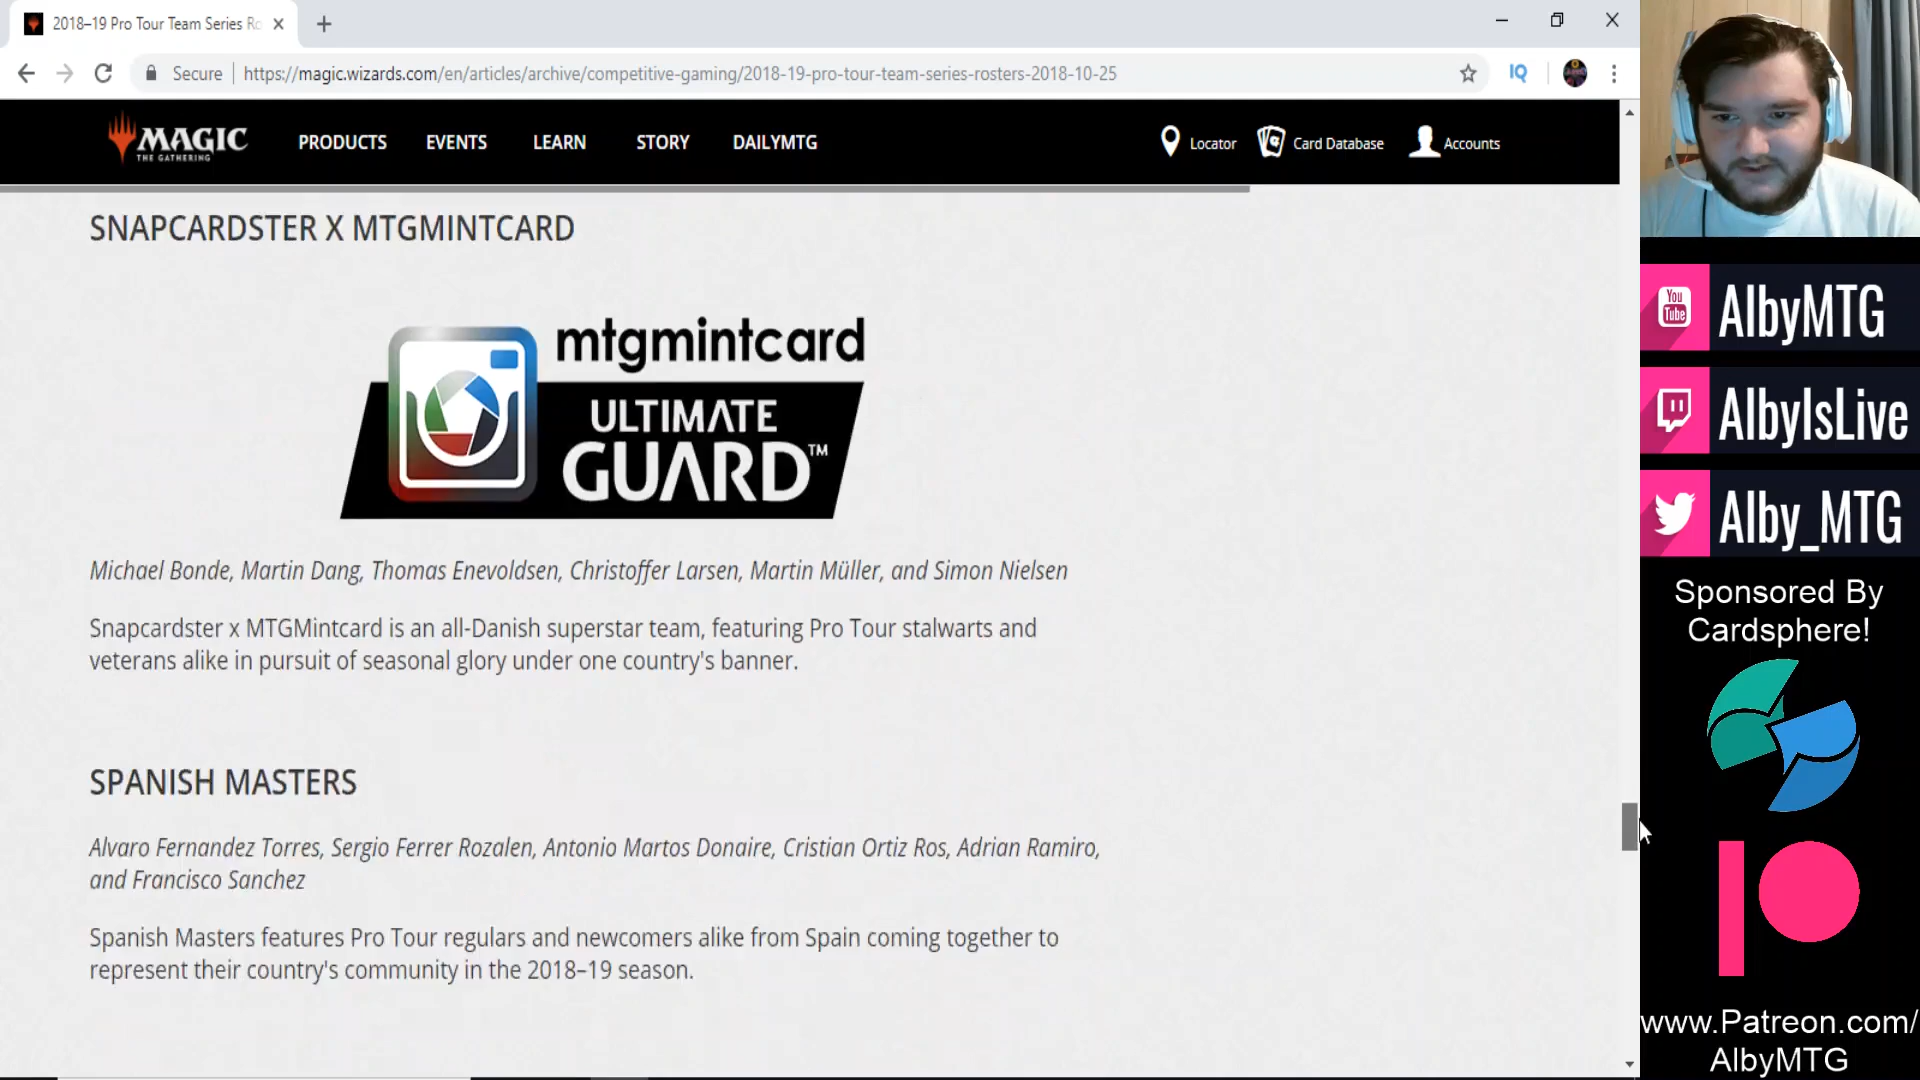 2018–19 Pro Tour Team Series Ro
Secure
https://magic.wizards.com/en/articles/archive/competitive-gaming/2018-19-pro-tour-team-series-rosters-2018-10-25
IQ
MAGIC
THE GATHERING
PRODUCTS
EVENTS
LEARN
STORY
DAILYMTG
Locator
Card Database
Accounts
SNAPCARDSTER X MTGMINTCARD
mtgmintcard
ULTIMATE
GUARD™
Michael Bonde, Martin Dang, Thomas Enevoldsen, Christoffer Larsen, Martin Müller, and Simon Nielsen
Snapcardster x MTGMintcard is an all-Danish superstar team, featuring Pro Tour stalwarts and
veterans alike in pursuit of seasonal glory under one country's banner.
SPANISH MASTERS
Alvaro Fernandez Torres, Sergio Ferrer Rozalen, Antonio Martos Donaire, Cristian Ortiz Ros, Adrian Ramiro,
and Francisco Sanchez
Spanish Masters features Pro Tour regulars and newcomers alike from Spain coming together to
represent their country's community in the 2018–19 season.
You
Tube
AlbyMTG
AlbyIsLive
Alby_MTG
Sponsored By
Cardsphere!
www.Patreon.com/
AlbyMTG